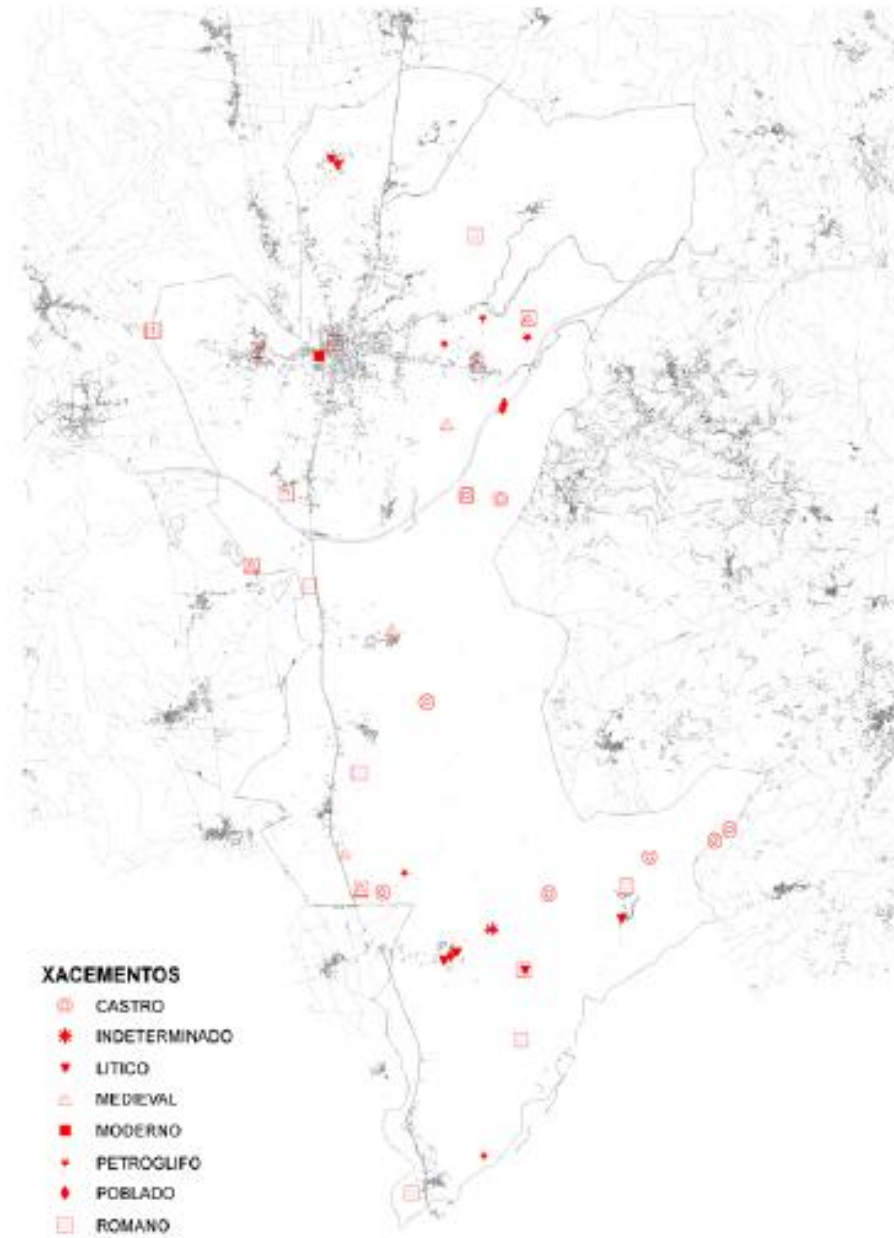 XACEMENTOS
CASTRO
INDETERMINADO
LITICO
MEDIEVAL
MODERNO
PETROGLIFO
POBLADO
ROMANO